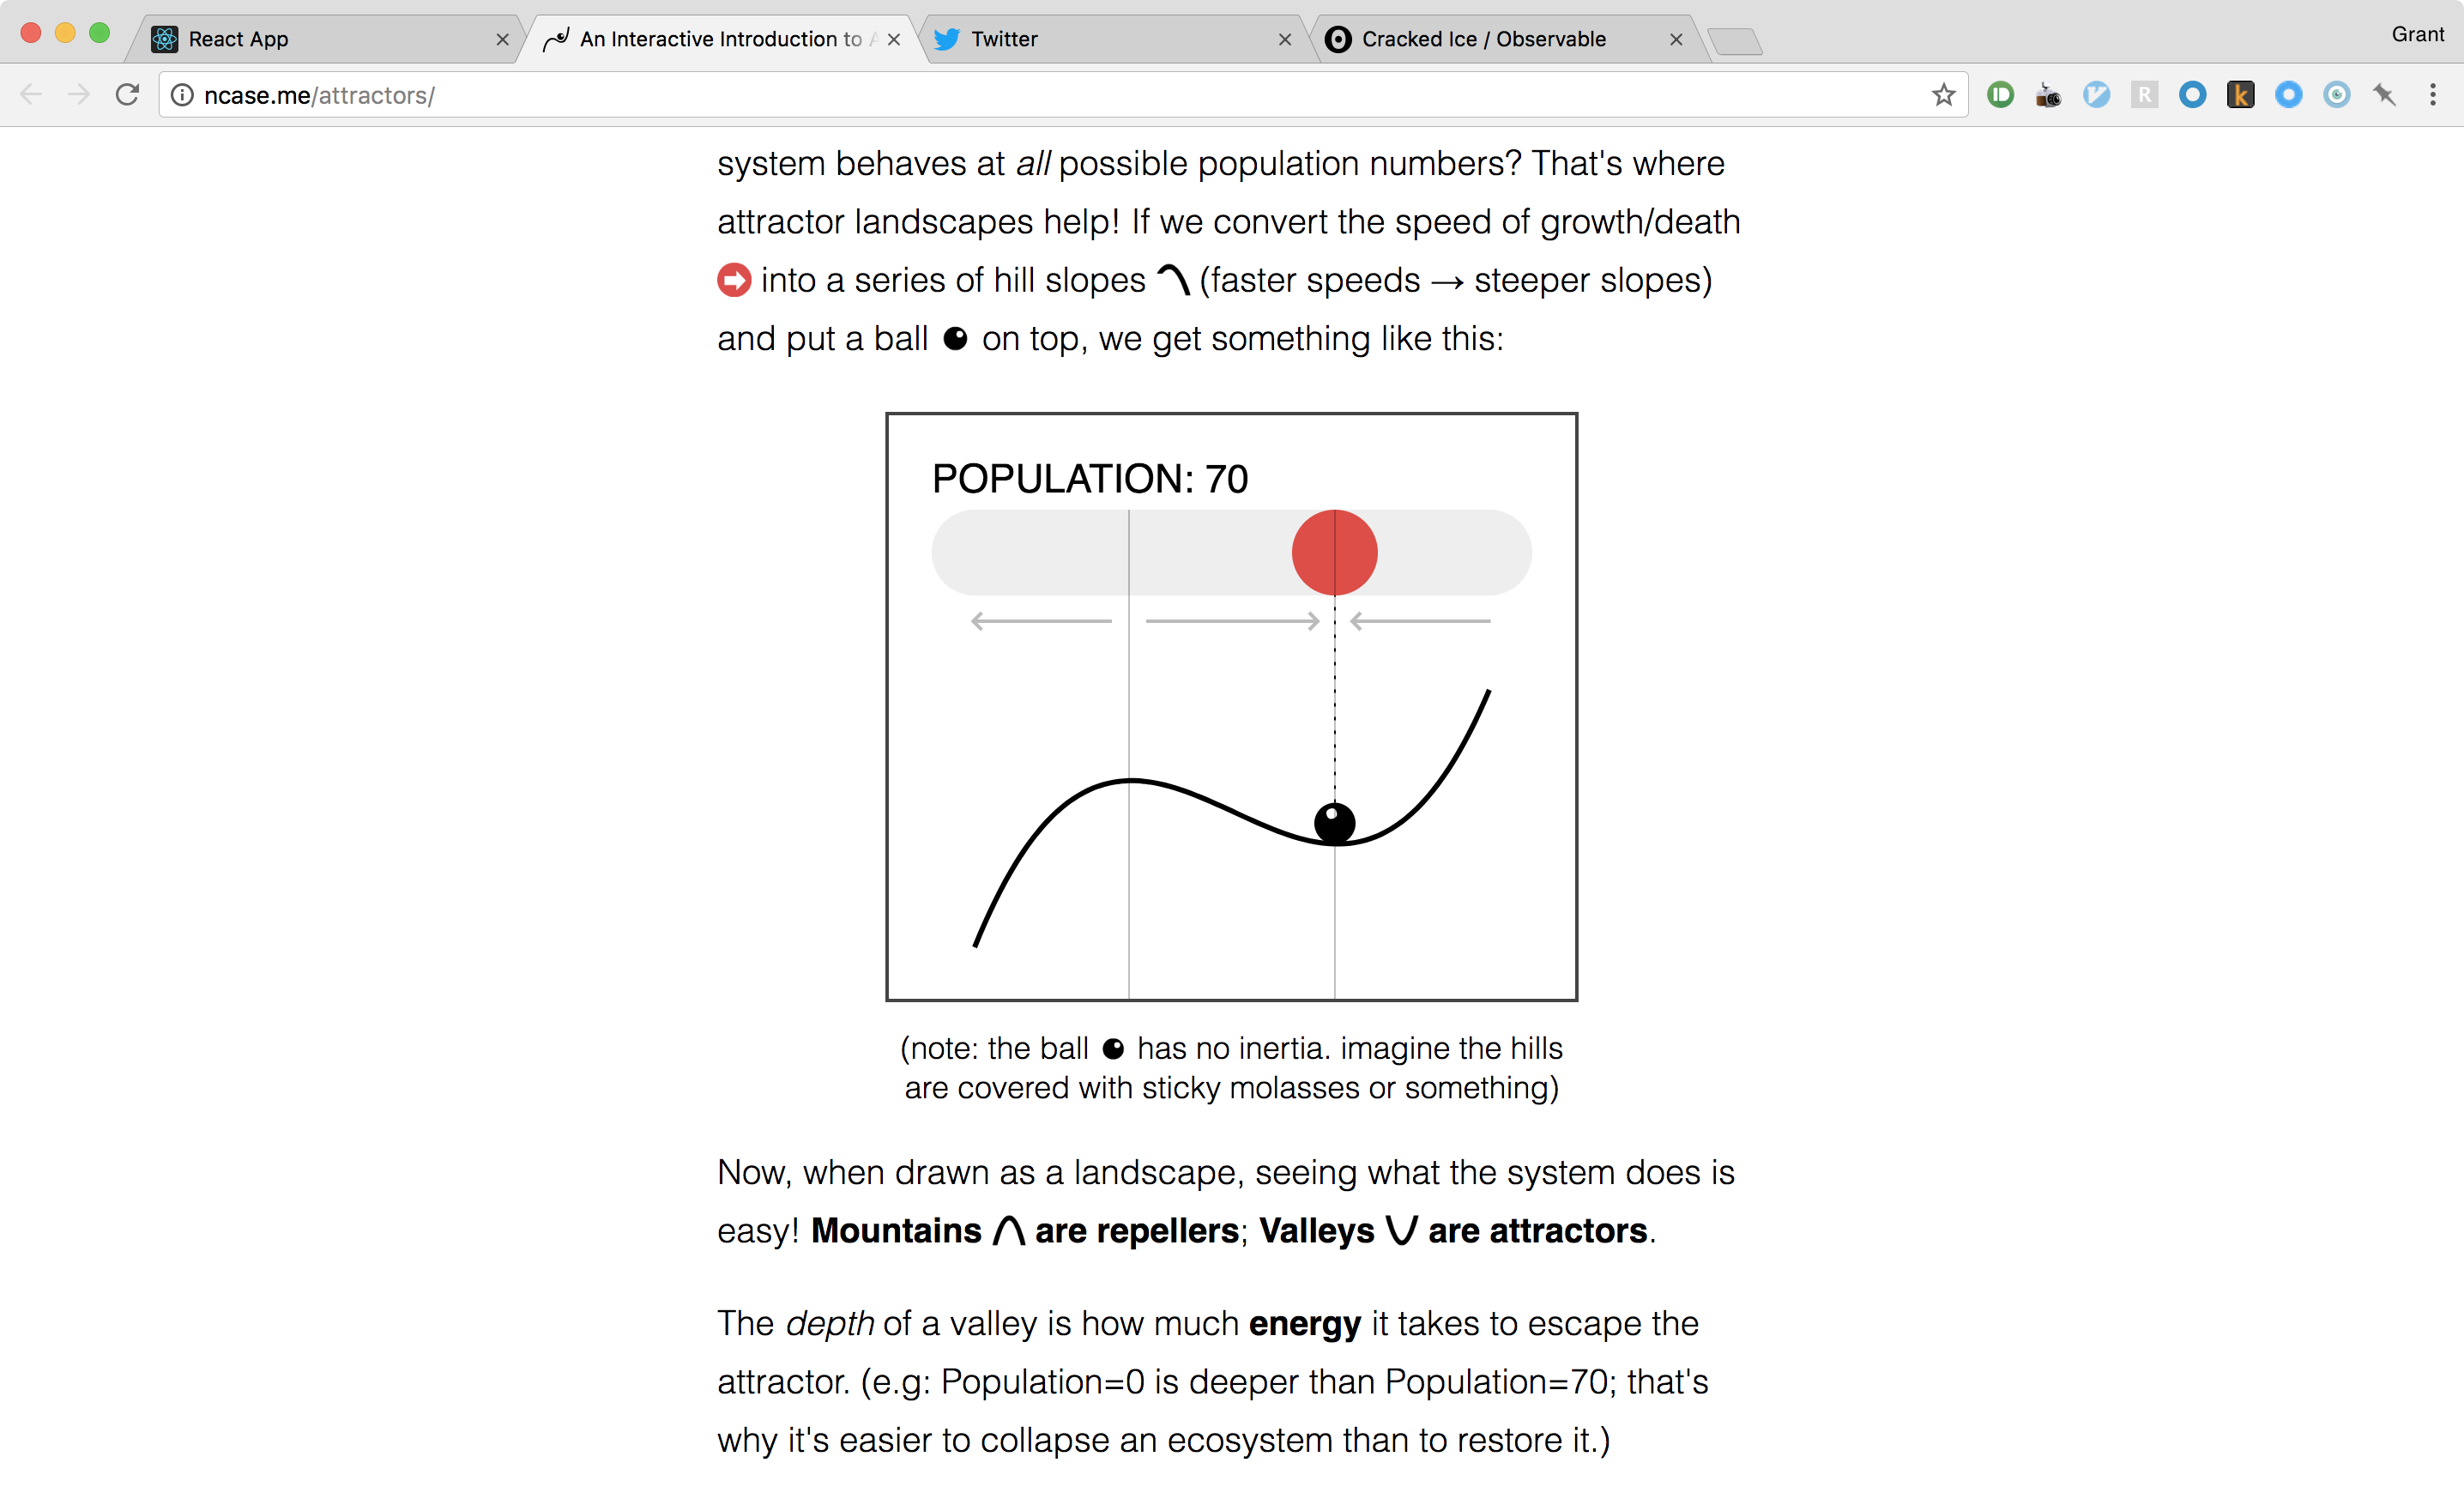 React App
An Interactive Introduction to A
Twitter
Cracked Ice / Observable
Grant
ncase.me/attractors/
system behaves at all possible population numbers? That's where
attractor landscapes help! If we convert the speed of growth/death
into a series of hill slopes (faster speeds → steeper slopes)
and put a ball on top, we get something like this:
POPULATION: 70
(note: the ball has no inertia. imagine the hills
are covered with sticky molasses or something)
Now, when drawn as a landscape, seeing what the system does is
easy! Mountains are repellers; Valleys are attractors.
The depth of a valley is how much energy it takes to escape the
attractor. (e.g: Population=0 is deeper than Population=70; that's
why it's easier to collapse an ecosystem than to restore it.)